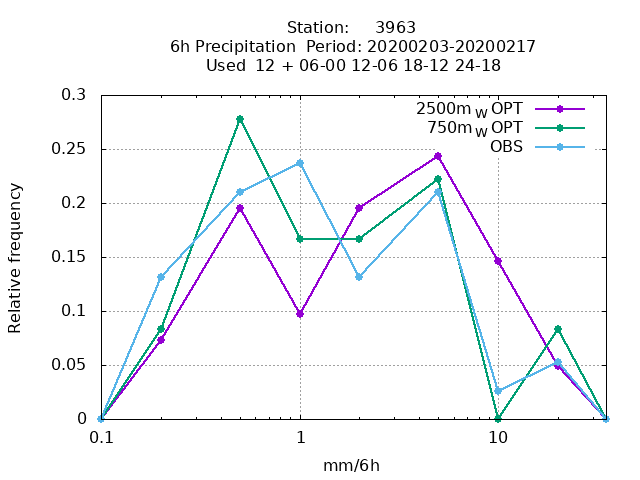 Station: 3963
6h Precipitation Period: 20200203-20200217
Used 12 + 06-00 12-06 18-12 24-18
2500m W OPT
750m W OPT
OBS
0.3
0.25
0.2
0.15
0.1
0.05
0
Relative frequency
0.1 1 10
mm/6h